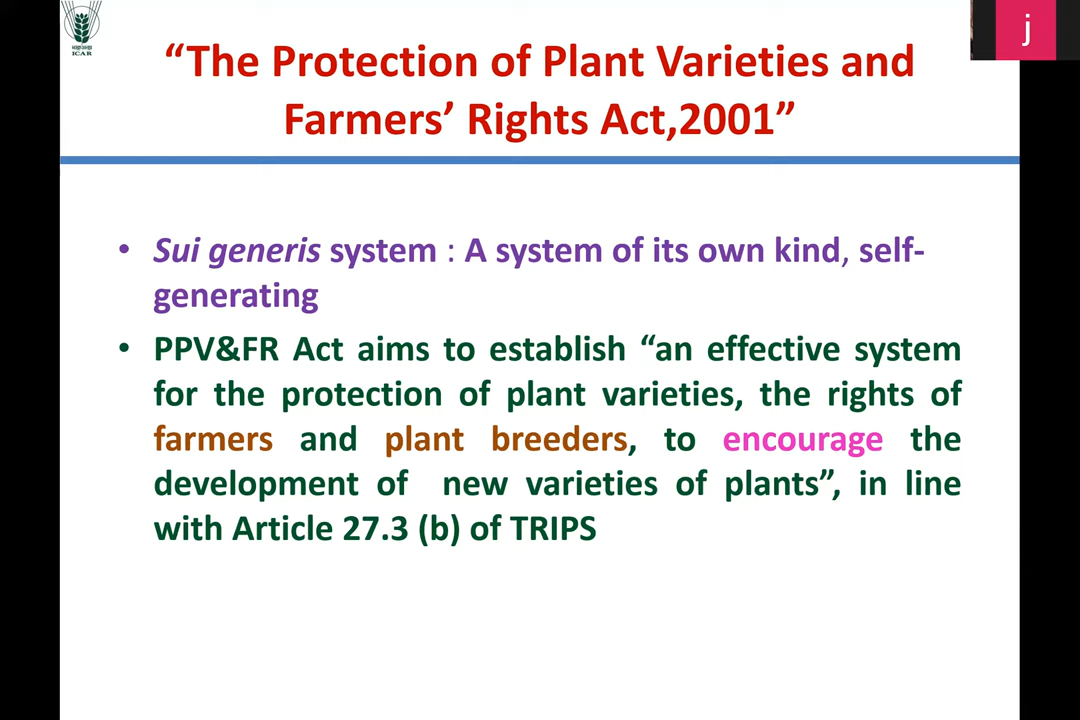 भाकृअनुप
ICAR
j
“The Protection of Plant Varieties and
Farmers’ Rights Act,2001”
• Sui generis system : A system of its own kind, self-
generating
• PPV&FR Act aims to establish “an effective system
for the protection of plant varieties, the rights of
farmers and plant breeders, to encourage the
development of new varieties of plants”, in line
with Article 27.3 (b) of TRIPS